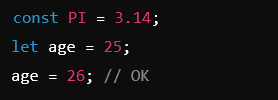 const PI = 3.14;
let age = 25;
age = 26; // OK